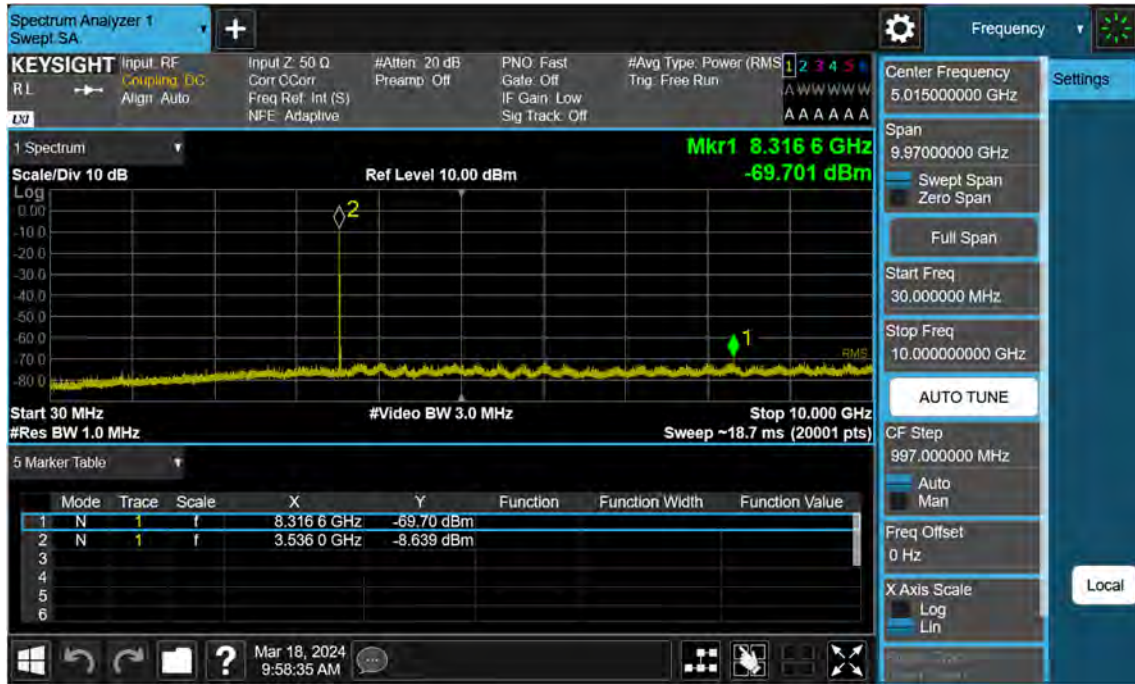 Spectrum Analyzer 1
Swept SA
+
Frequency
KEYSIGHT
RL
LXI
Input: RF
Coupling: DC
Align: Auto
Input Z: 50 Ω
Corr CCorr
Freq Ref: Int (S)
NFE: Adaptive
#Atten: 20 dB
Preamp: Off
PNO: Fast
Gate: Off
IF Gain: Low
Sig Track: Off
#Avg Type: Power (RMS
Trig: Free Run
1 2 3 4 5 6
A W W W W W
A A A A A A
Center Frequency
5.015000000 GHz
Settings
1 Spectrum
Scale/Div 10 dB
Ref Level 10.00 dBm
Mkr1 8.316 6 GHz
-69.701 dBm
Span
9.97000000 GHz
Swept Span
Zero Span
Full Span
Start Freq
30.000000 MHz
Stop Freq
10.000000000 GHz
AUTO TUNE
CF Step
997.000000 MHz
Auto
Man
Freq Offset
0 Hz
X Axis Scale
Log
Lin
Local
Log
0.00
-10.0
-20.0
-30.0
-40.0
-50.0
-60.0
-70.0
-80.0
2
1
RMS
Start 30 MHz
#Video BW 3.0 MHz
Stop 10.000 GHz
#Res BW 1.0 MHz
Sweep ~18.7 ms (20001 pts)
5 Marker Table
Mode Trace Scale X Y Function Function Width Function Value
1 N 1 f 8.316 6 GHz -69.70 dBm
2 N 1 f 3.536 0 GHz -8.639 dBm
3
4
5
6
?
Mar 18, 2024
9:58:35 AM